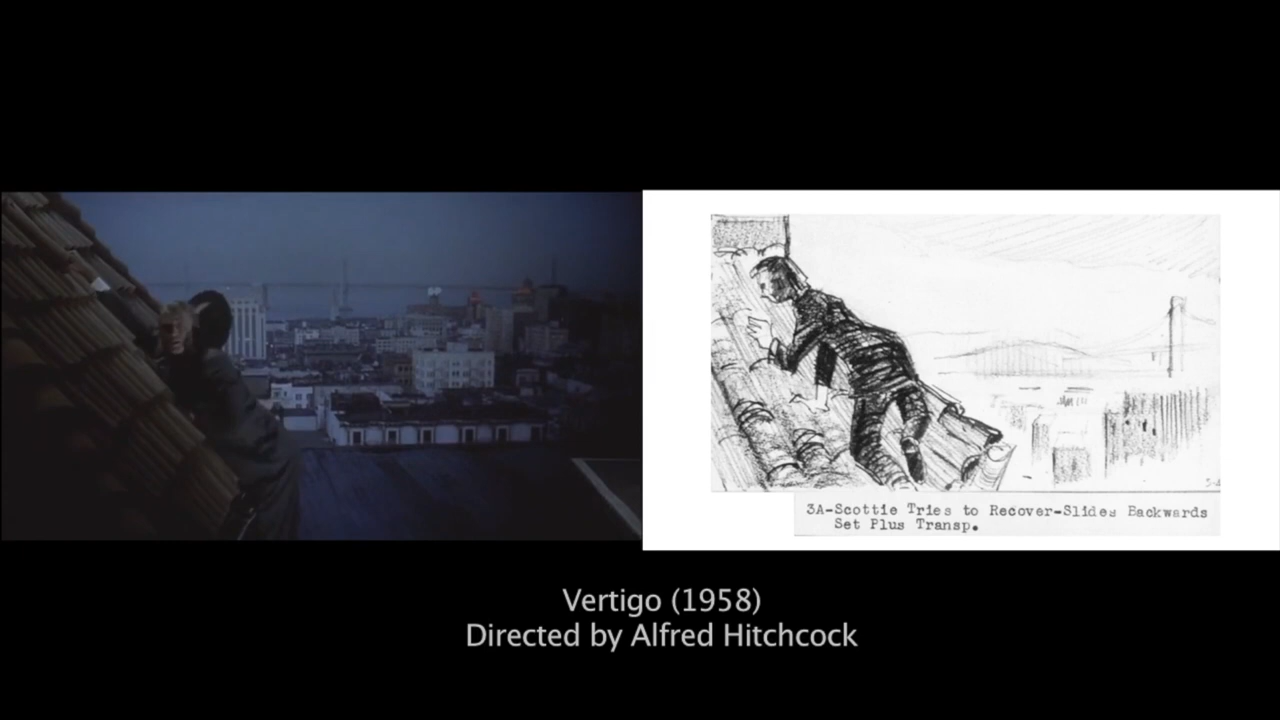 3A-Scottie Tries to Recover-Slides Backwards
Set Plus Transp.
Vertigo (1958)
Directed by Alfred Hitchcock